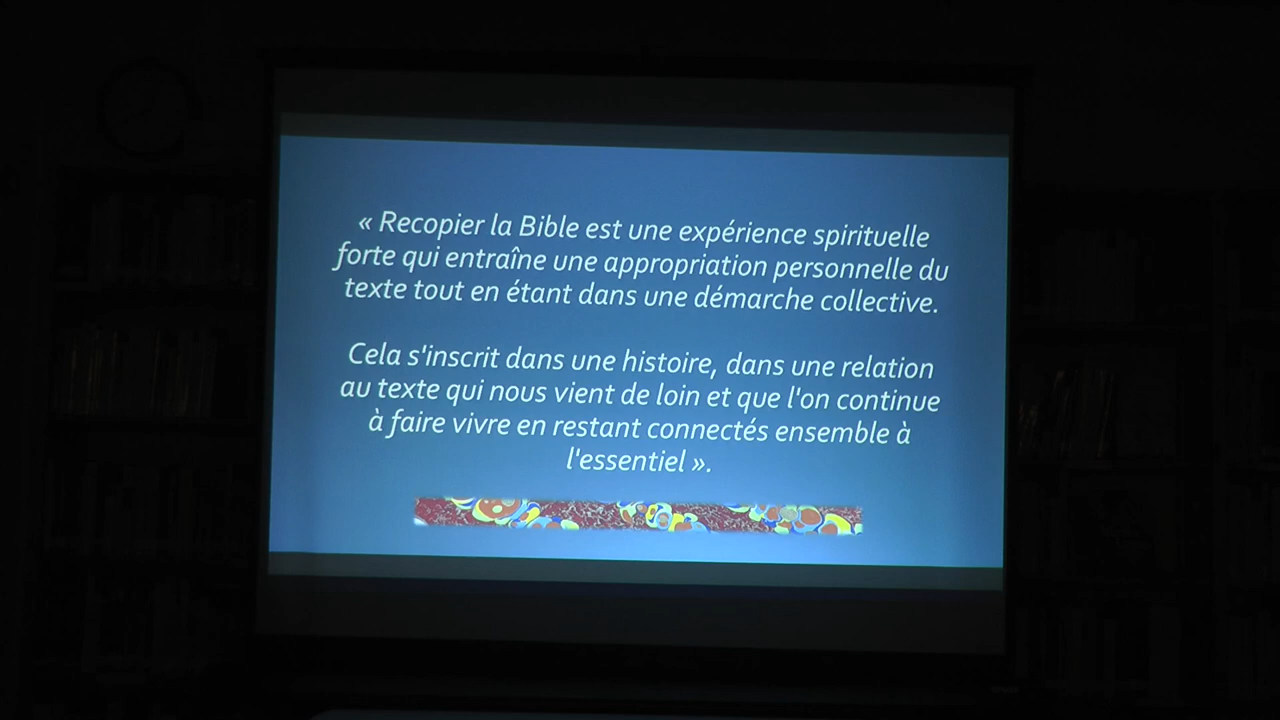 « Recopier la Bible est une expérience spirituelle
forte qui entraîne une appropriation personnelle du
texte tout en étant dans une démarche collective.
Cela s'inscrit dans une histoire, dans une relation
au texte qui nous vient de loin et que l'on continue
à faire vivre en restant connectés ensemble à
l'essentiel ».